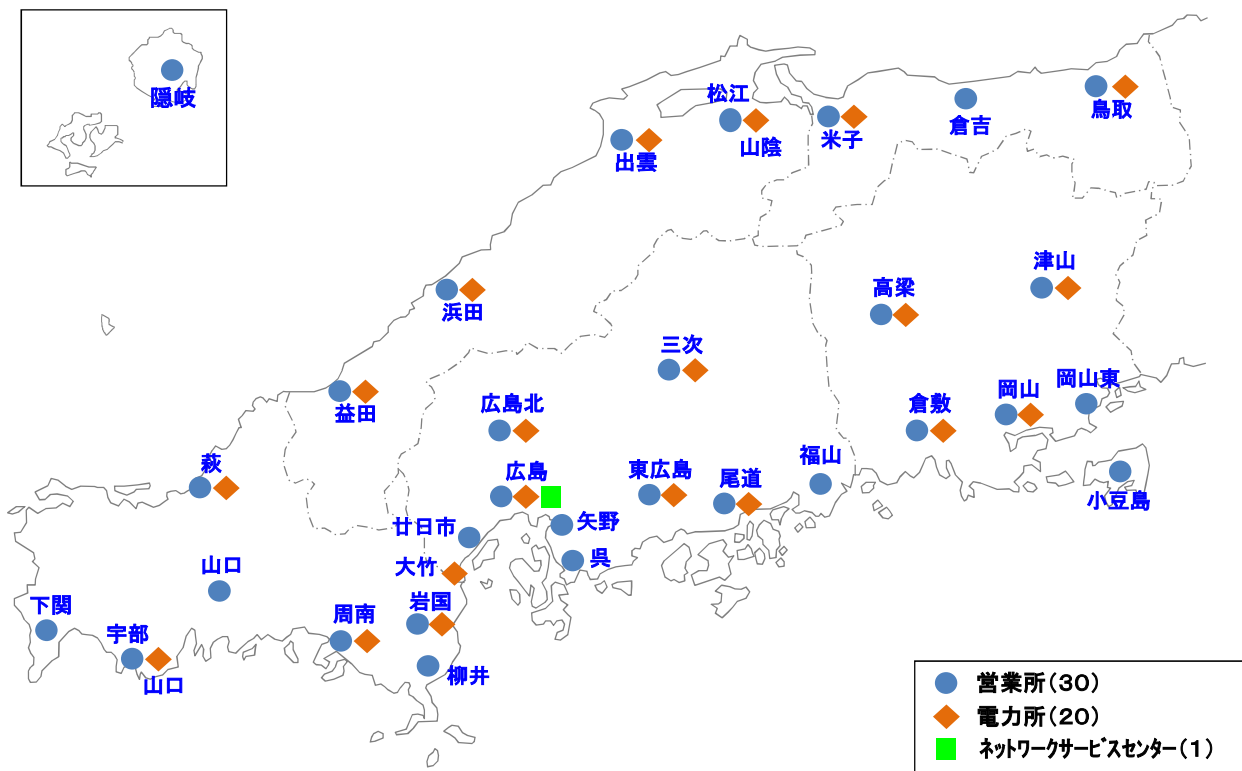 隠岐
松江
山陰
出雲
米子
倉吉
鳥取
浜田
益田
萩
三次
高梁
津山
広島北
広島
東広島
尾道
福山
倉敷
岡山
岡山東
小豆島
廿日市
矢野
呉
大竹
岩国
柳井
周南
山口
下関
宇部
山口
営業所(30)
電力所(20)
ネットワークサービスセンター(1)